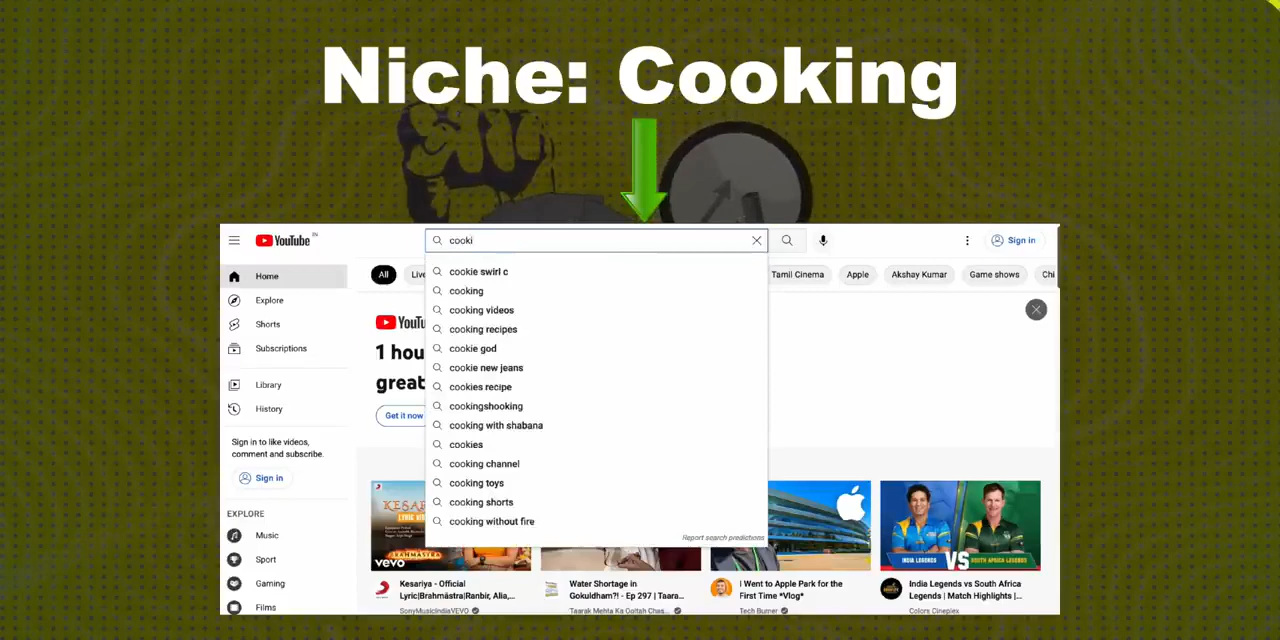 Niche: Cooking
YouTube IN
cooki
Sign in
Home
Explore
Shorts
Subscriptions
Library
History
Sign in to like videos,
comment and subscribe.
Sign in
EXPLORE
Music
Sport
Gaming
Films
All
Live
Tamil Cinema
Apple
Akshay Kumar
Game shows
Chi
cookie swirl c
cooking
cooking videos
cooking recipes
cookie god
cookie new jeans
cookies recipe
cookingshooking
cooking with shabana
cookies
cooking channel
cooking toys
cooking shorts
cooking without fire
Report search predictions
YouTu
1 hou
great
Get it now
KESAR
LYRIC VI
BRAHMASTRA
vevo
INDIA LEGENDS
VS
SOUTH AFRICA LEGENDS
Kesariya - Official
Lyric|Brahmāstra|Ranbir, Alia,...
SonyMusicIndiaVEVO
Water Shortage in
Gokuldham?! - Ep 297 | Taara...
Taarak Mehta Ka Ooltah Chas...
I Went to Apple Park for the
First Time *Vlog*
Tech Burner
India Legends vs South Africa
Legends | Match Highlights |...
Colors Cineplex